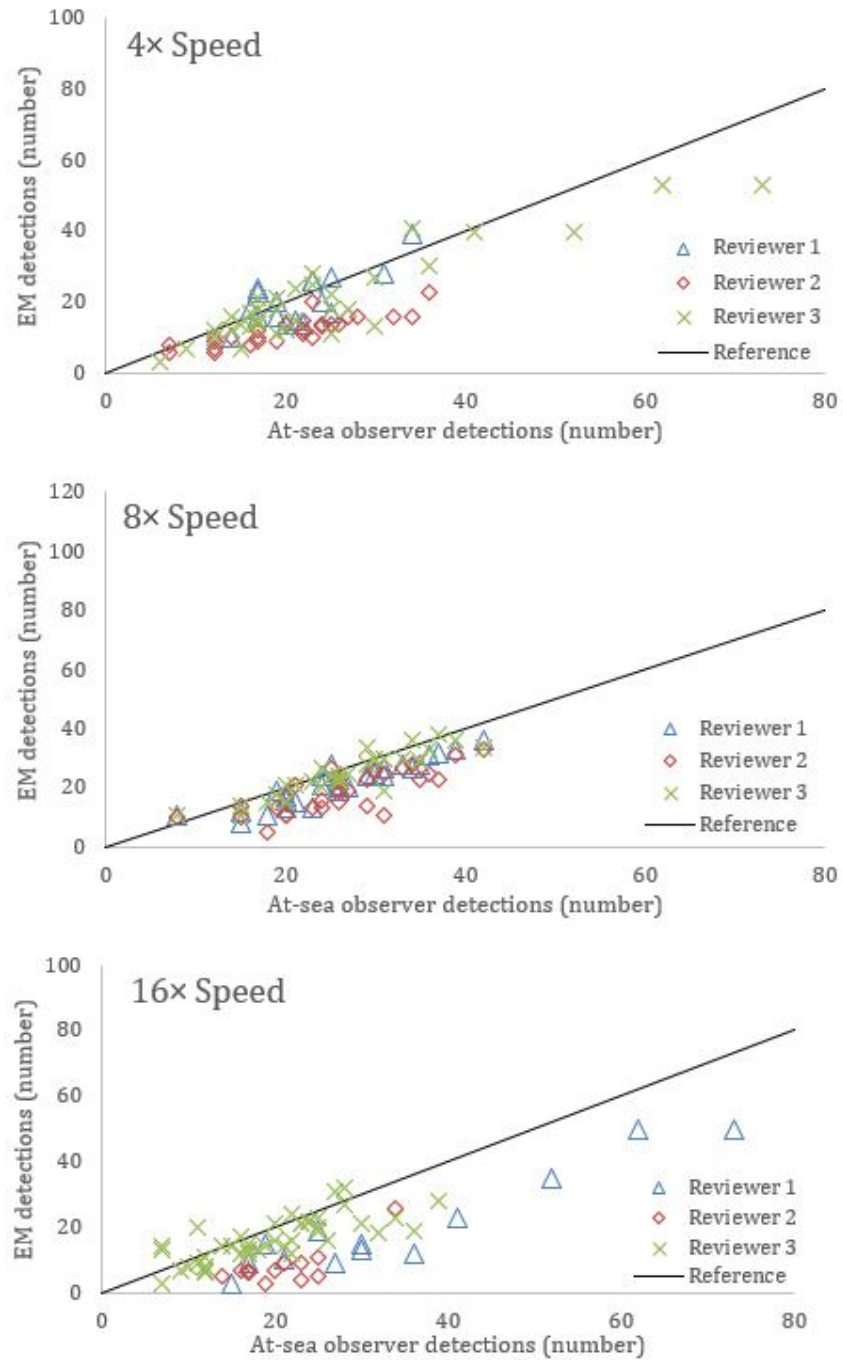 4× Speed
EM detections (number)
100
80
60
40
20
0
Reviewer 1
Reviewer 2
Reviewer 3
Reference
0 20 40 60 80
At-sea observer detections (number)
8× Speed
EM detections (number)
120
100
80
60
40
20
0
Reviewer 1
Reviewer 2
Reviewer 3
Reference
0 20 40 60 80
At-sea observer detections (number)
16× Speed
EM detections (number)
100
80
60
40
20
0
Reviewer 1
Reviewer 2
Reviewer 3
Reference
0 20 40 60 80
At-sea observer detections (number)